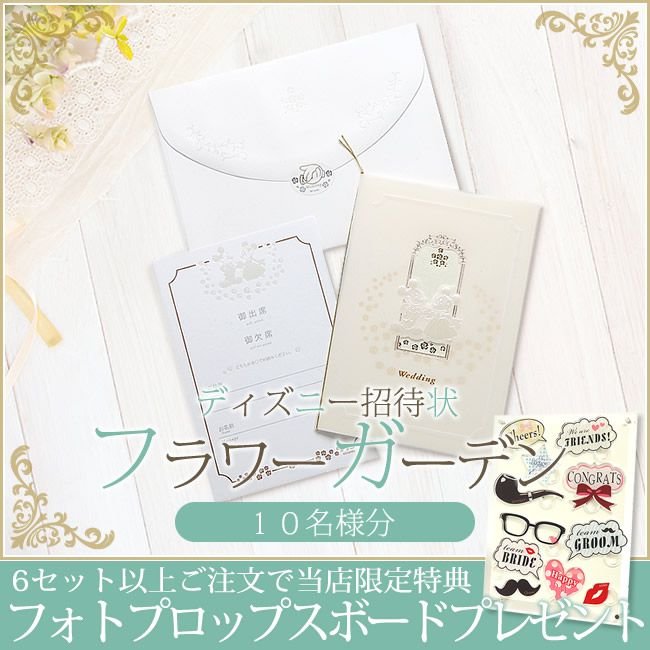 御出席
御欠席
Wedding
ディズニー招待状
フラワーガーデン
10名様分
Cheers!
We are
FRIENDS!
CONGRATS
team
GROOM
team
BRIDE
Happy
6セット以上ご注文で当店限定特典
フォトプロップスボードプレゼント